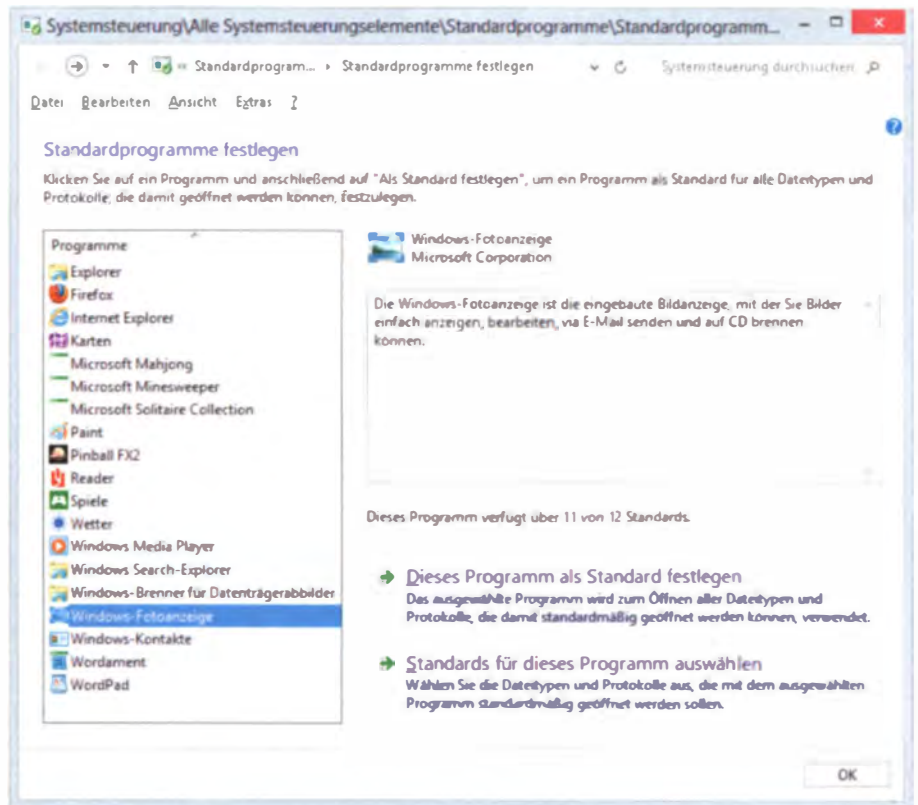 Systemsteuerung\Alle Systemsteuerungselemente\Standardprogramme\Standardprogramm...
Standardprogram... › Standardprogramme festlegen
Systemsteuerung durchsuchen
Datei Bearbeiten Ansicht Extras ?
Standardprogramme festlegen
Klicken Sie auf ein Programm und anschließend auf "Als Standard festlegen", um ein Programm als Standard für alle Dateitypen und
Protokolle, die damit geöffnet werden können, festzulegen.
Programme
Explorer
Firefox
Internet Explorer
Karten
Microsoft Mahjong
Microsoft Minesweeper
Microsoft Solitaire Collection
Paint
Pinball FX2
Reader
Spiele
Wetter
Windows Media Player
Windows Search-Explorer
Windows-Brenner für Datenträgerabbilder
Windows-Fotoanzeige
Windows-Kontakte
Wordament
WordPad
Windows-Fotoanzeige
Microsoft Corporation
Die Windows-Fotoanzeige ist die eingebaute Bildanzeige, mit der Sie Bilder
einfach anzeigen, bearbeiten, via E-Mail senden und auf CD brennen
können.
Dieses Programm verfügt über 11 von 12 Standards.
Dieses Programm als Standard festlegen
Das ausgewählte Programm wird zum Öffnen aller Dateitypen und
Protokolle, die damit standardmäßig geöffnet werden können, verwendet.
Standards für dieses Programm auswählen
Wählen Sie die Dateitypen und Protokolle aus, die mit dem ausgewählten
Programm standardmäßig geöffnet werden sollen.
OK